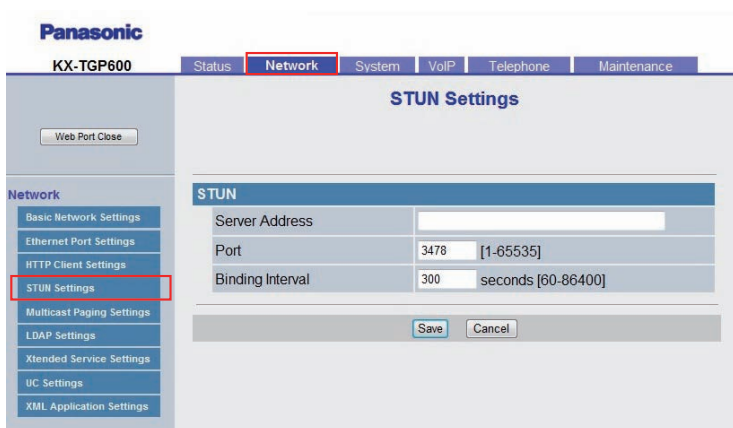 Panasonic
KX-TGP600
Status Network System VoIP Telephone Maintenance
STUN Settings
Web Port Close
Network
Basic Network Settings
Ethernet Port Settings
HTTP Client Settings
STUN Settings
Multicast Paging Settings
LDAP Settings
Xtended Service Settings
UC Settings
XML Application Settings
STUN
Server Address
Port 3478 [1-65535]
Binding Interval 300 seconds [60-86400]
Save Cancel